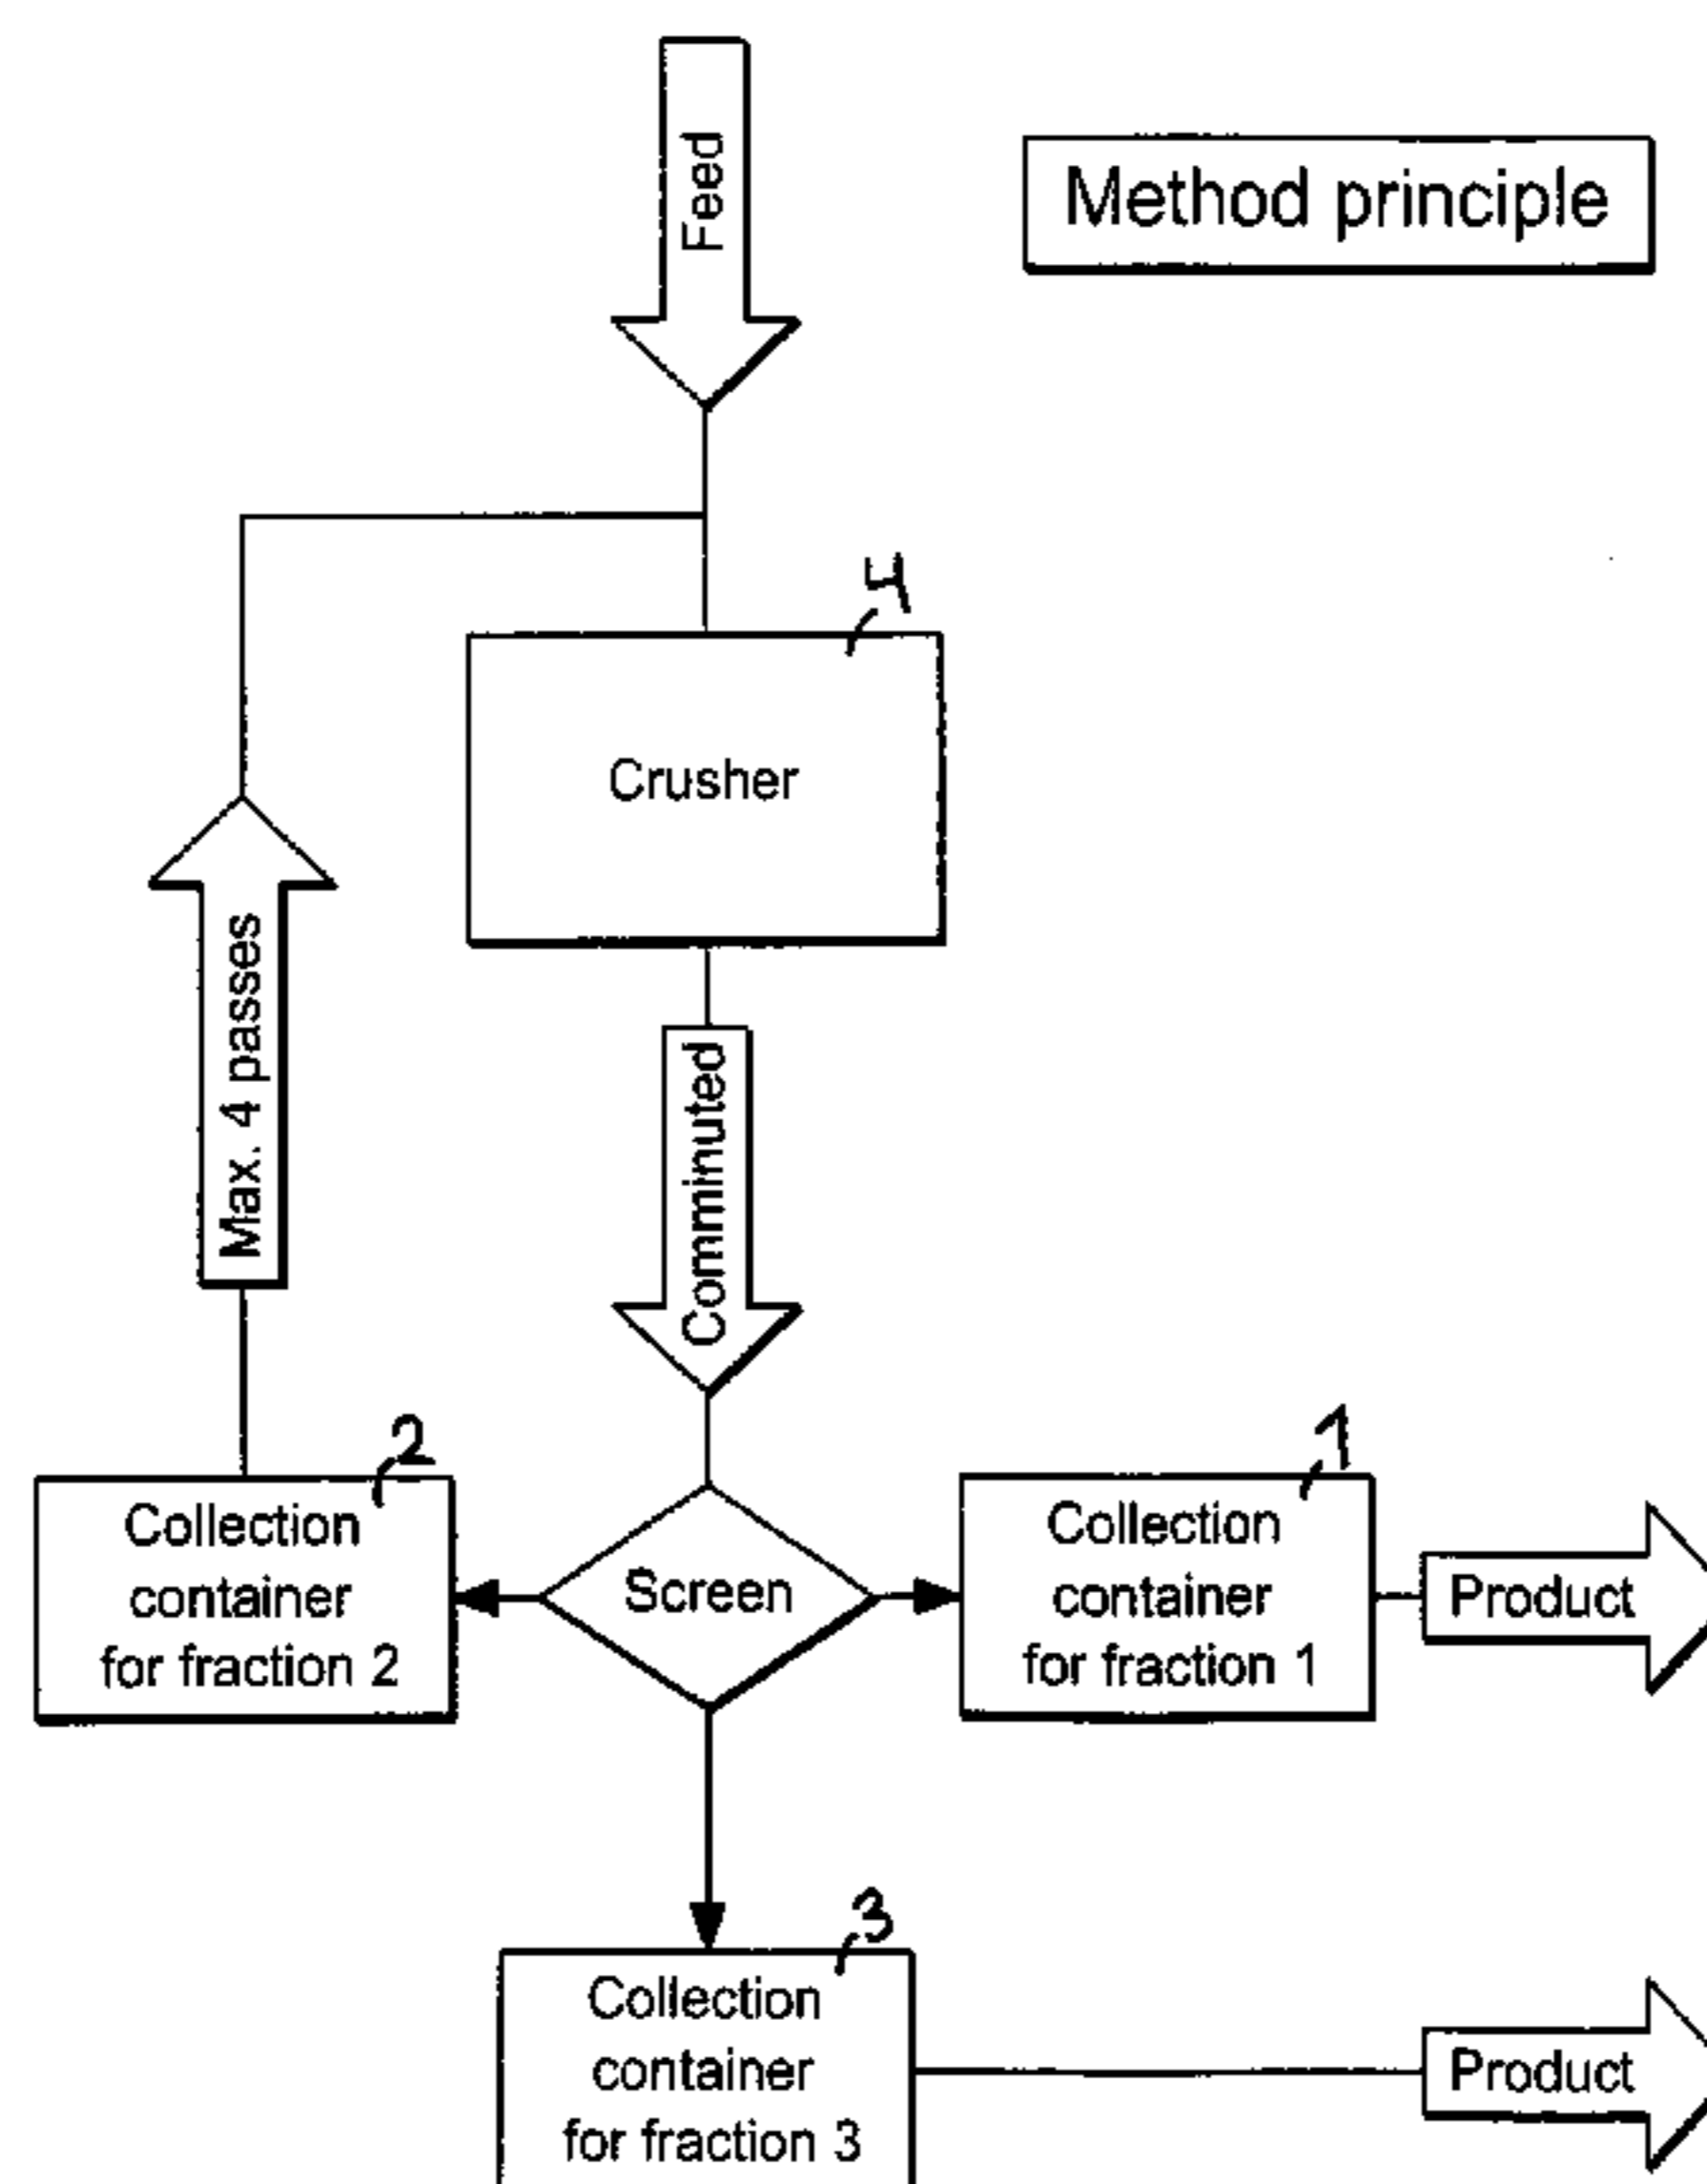 Feed
Method principle
4
Crusher
Max. 4 passes
Comminuted
2
Collection
container
for fraction 2
Screen
1
Collection
container
for fraction 1
Product
3
Collection
container
for fraction 3
Product